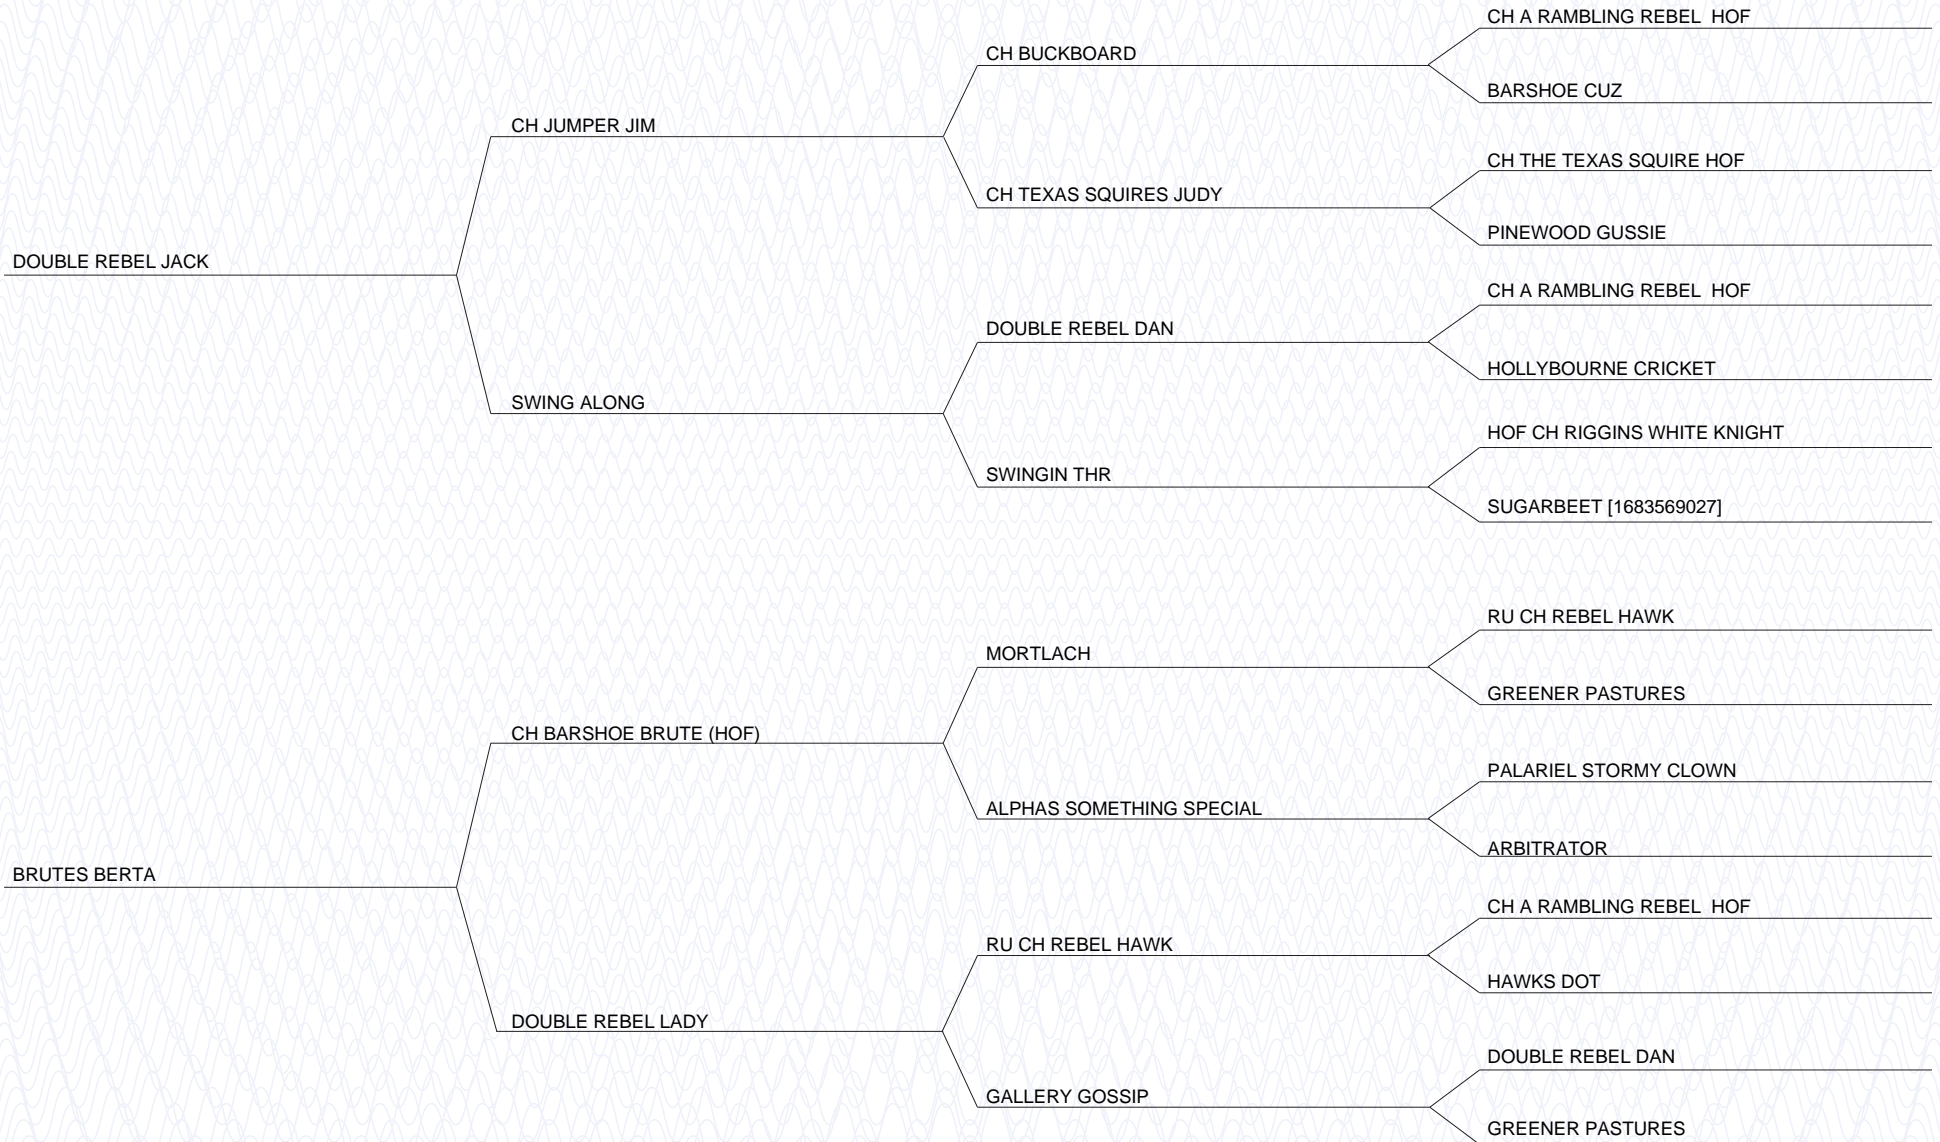 CH A RAMBLING REBEL  HOF
CH BUCKBOARD
BARSHOE CUZ
CH JUMPER JIM
CH THE TEXAS SQUIRE HOF
CH TEXAS SQUIRES JUDY
PINEWOOD GUSSIE
DOUBLE REBEL JACK
CH A RAMBLING REBEL  HOF
DOUBLE REBEL DAN
HOLLYBOURNE CRICKET
SWING ALONG
HOF CH RIGGINS WHITE KNIGHT
SWINGIN THR
SUGARBEET [1683569027]
RU CH REBEL HAWK
MORTLACH
GREENER PASTURES
CH BARSHOE BRUTE (HOF)
PALARIEL STORMY CLOWN
ALPHAS SOMETHING SPECIAL
ARBITRATOR
BRUTES BERTA
CH A RAMBLING REBEL  HOF
RU CH REBEL HAWK
HAWKS DOT
DOUBLE REBEL LADY
DOUBLE REBEL DAN
GALLERY GOSSIP
GREENER PASTURES